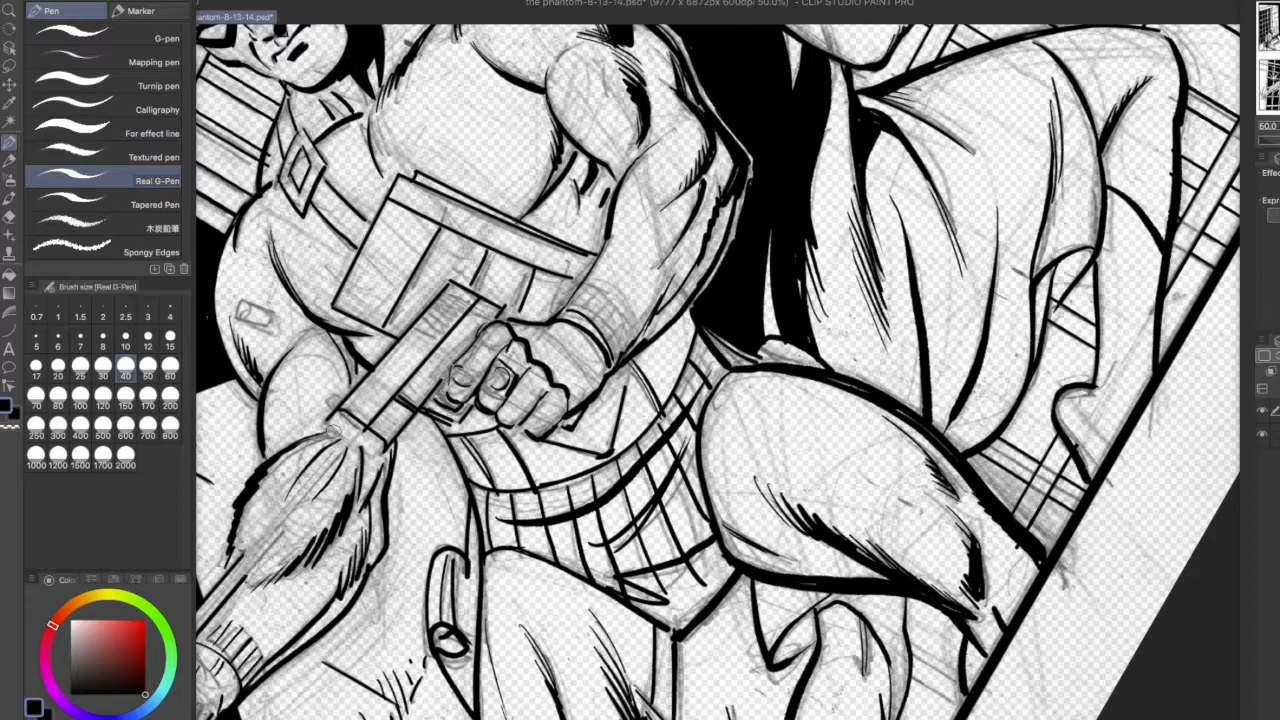 the phantom-8-13-14.psd* (9777 x 6872px 600dpi 50.0%) - CLIP STUDIO PAINT PRO
Pen
Marker
hantom-8-13-14.psd*
G-pen
Mapping pen
Turnip pen
Calligraphy
For effect line
Textured pen
Real G-Pen
Tapered Pen
木炭鉛筆
Spongy Edges
Brush size [Real G-Pen]
0.7 1 1.5 2 2.5 3 4
5 6 7 8 10 12 15
17 20 25 30 40 50 60
70 80 100 120 150 170 200
250 300 400 500 600 700 800
1000 1200 1500 1700 2000
Colo
50.0
Effec
Expr